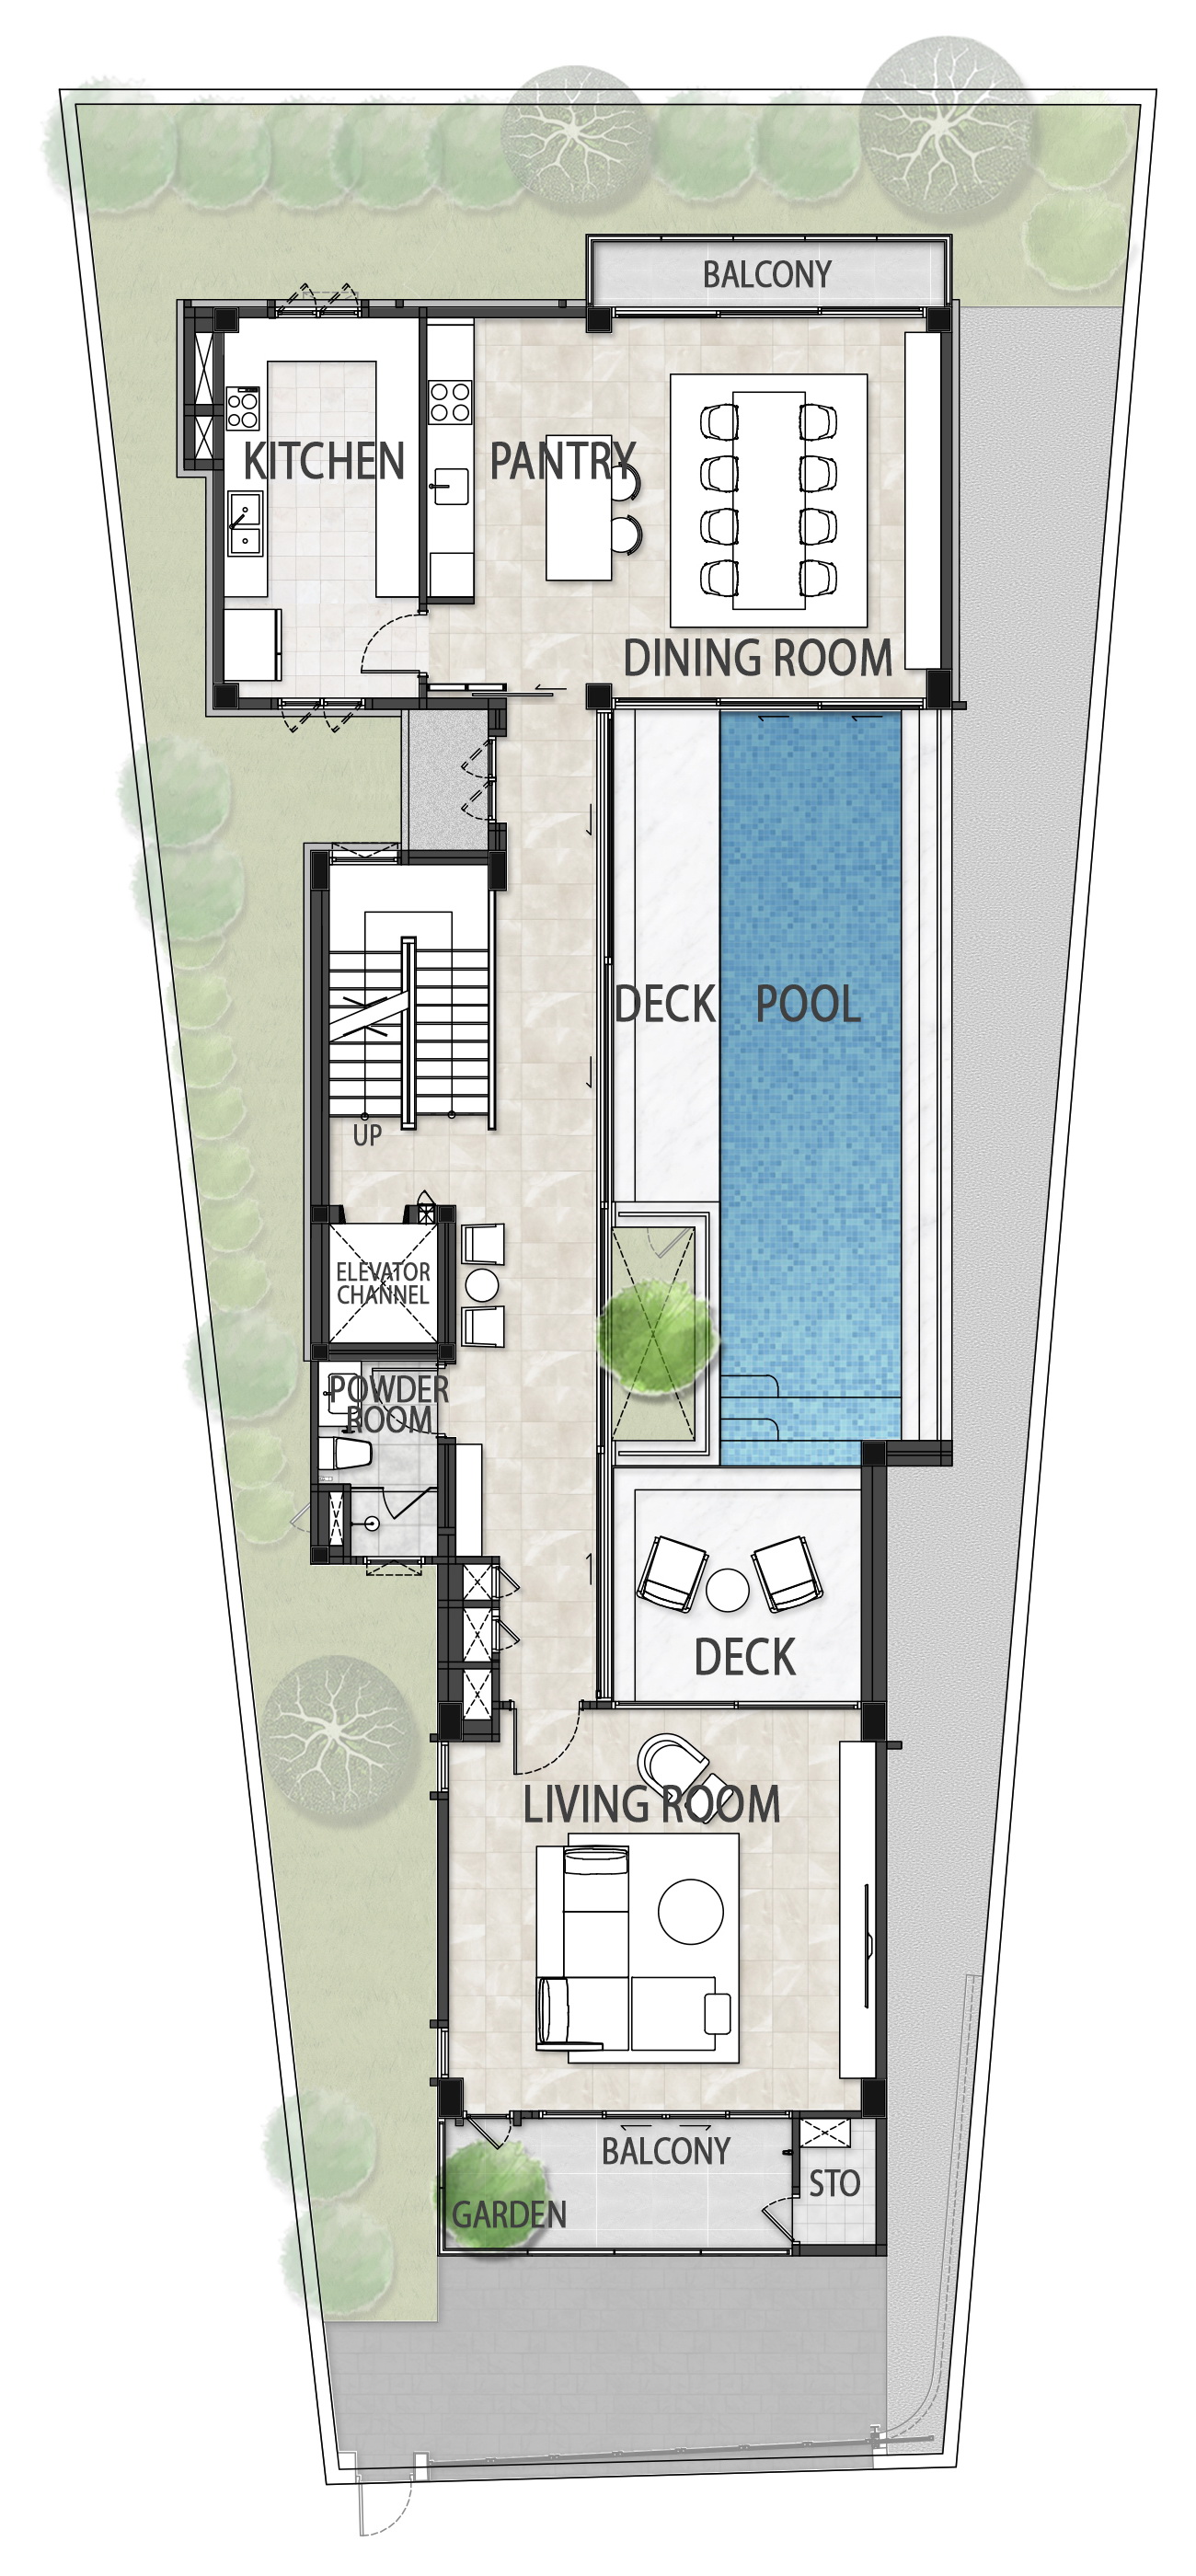 BALCONY
KITCHEN
PANTRY
DINING ROOM
DECK
POOL
UP
ELEVATOR
CHANNEL
POWDER
ROOM
DECK
LIVING ROOM
BALCONY
STO
GARDEN